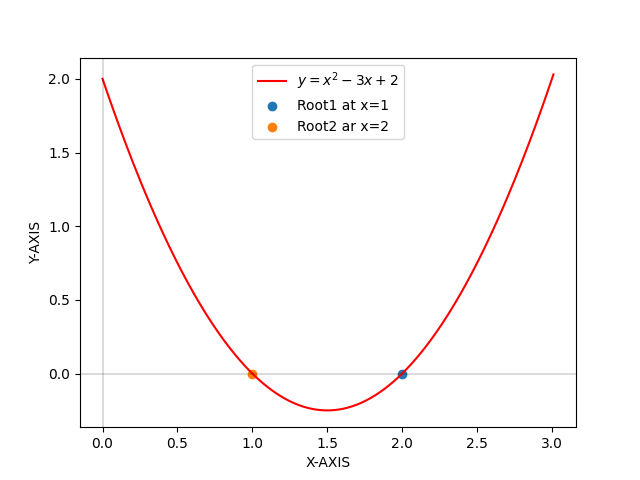 y = x² − 3x + 2
Root1 at x=1
Root2 ar x=2
2.0
1.5
1.0
0.5
0.0
Y-AXIS
0.0 0.5 1.0 1.5 2.0 2.5 3.0
X-AXIS